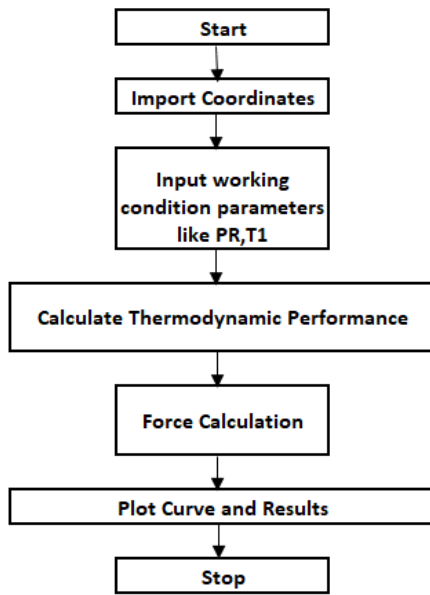 Start
Import Coordinates
Input working
condition parameters
like PR,T1
Calculate Thermodynamic Performance
Force Calculation
Plot Curve and Results
Stop